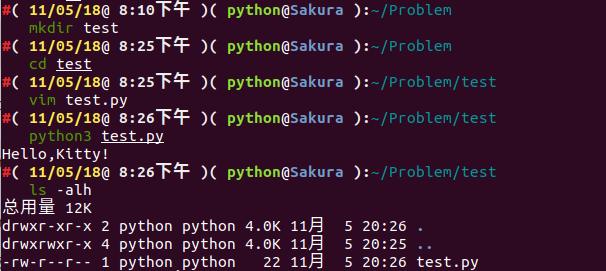 #( 11/05/18@ 8:10下午 )( python@Sakura ):~/Problem
mkdir test
#( 11/05/18@ 8:25下午 )( python@Sakura ):~/Problem
cd test
#( 11/05/18@ 8:25下午 )( python@Sakura ):~/Problem/test
vim test.py
#( 11/05/18@ 8:26下午 )( python@Sakura ):~/Problem/test
python3 test.py
Hello,Kitty!
#( 11/05/18@ 8:26下午 )( python@Sakura ):~/Problem/test
ls -alh
总用量 12K
drwxr-xr-x 2 python python 4.0K 11月  5 20:26 .
drwxrwxr-x 4 python python 4.0K 11月  5 20:25 ..
-rw-r--r-- 1 python python   22 11月  5 20:26 test.py